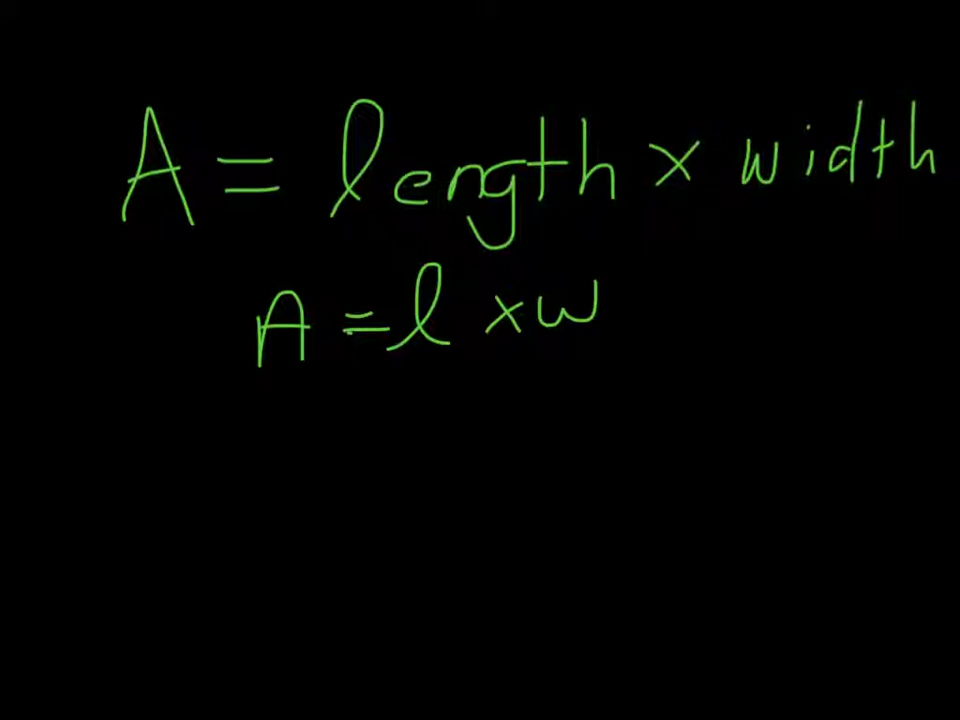 A = length × width
A = l × w